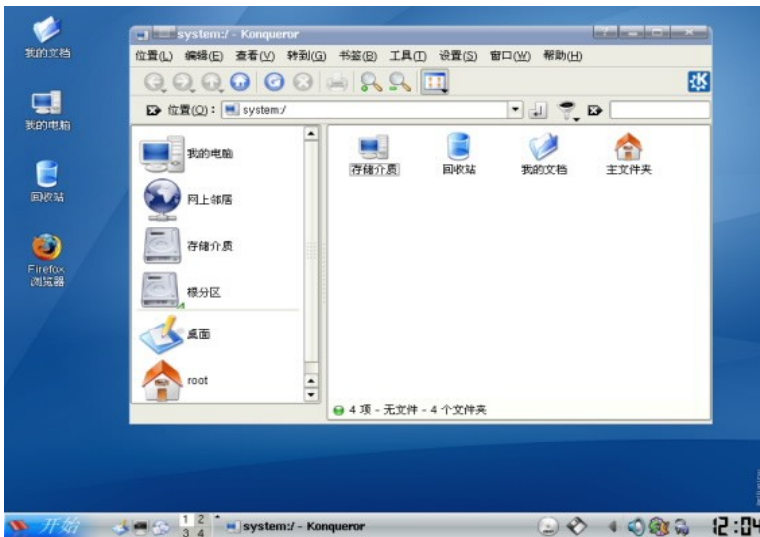 我的文档
我的电脑
回收站
Firefox
浏览器
system:/ - Konqueror
位置(L) 编辑(E) 查看(V) 转到(G) 书签(B) 工具(T) 设置(S) 窗口(W) 帮助(H)
位置(O): system:/
我的电脑
网上邻居
存储介质
根分区
桌面
root
存储介质
回收站
我的文档
主文件夹
4 项 - 无文件 - 4 个文件夹
开始
1 2
3 4
system:/ - Konqueror
12:04